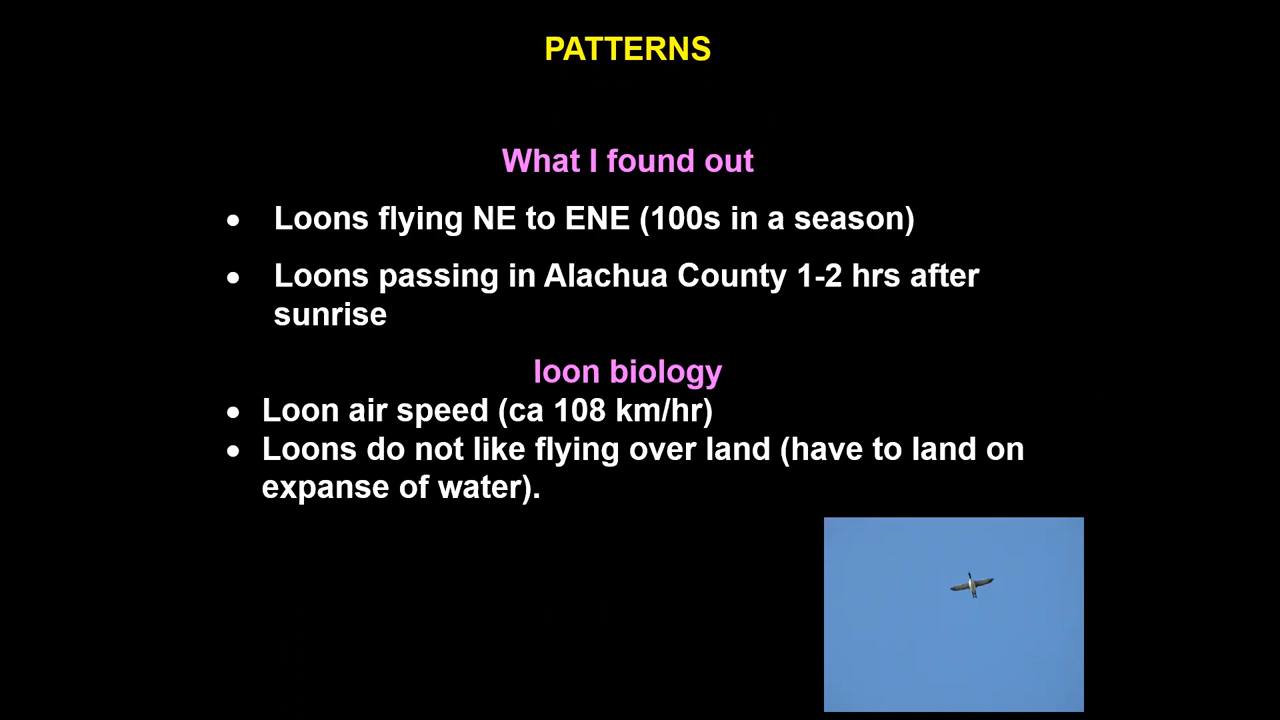 PATTERNS
What I found out
• Loons flying NE to ENE (100s in a season)
• Loons passing in Alachua County 1-2 hrs after
sunrise
loon biology
• Loon air speed (ca 108 km/hr)
• Loons do not like flying over land (have to land on
expanse of water).